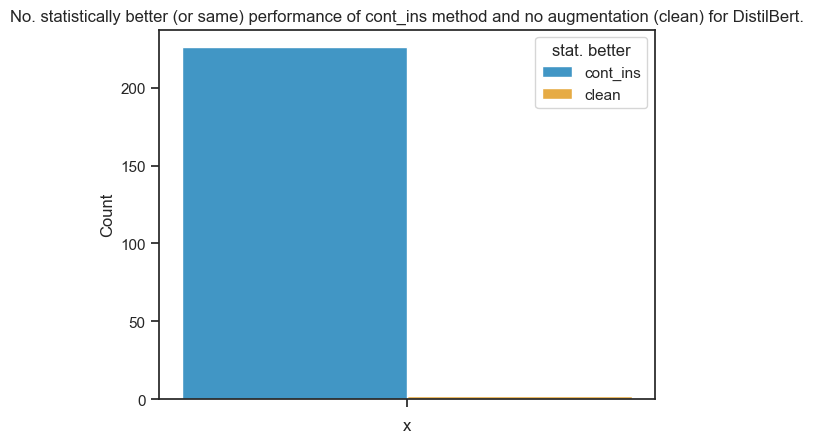 No. statistically better (or same) performance of cont_ins method and no augmentation (clean) for DistilBert.
stat. better
cont_ins
clean
200
150
100
50
0
Count
x